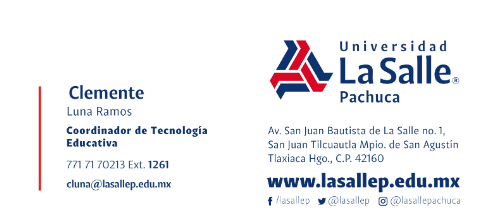 Clemente
Luna Ramos
Coordinador de Tecnología
Educativa
771 71 70213 Ext. 1261
cluna@lasallep.edu.mx
Universidad
La Salle®
Pachuca
Av. San Juan Bautista de La Salle no. 1,
San Juan Tilcuautla Mpio. de San Agustín
Tlaxiaca Hgo., C.P. 42160
www.lasallep.edu.mx
/lasallep @lasallep @lasallepachuca